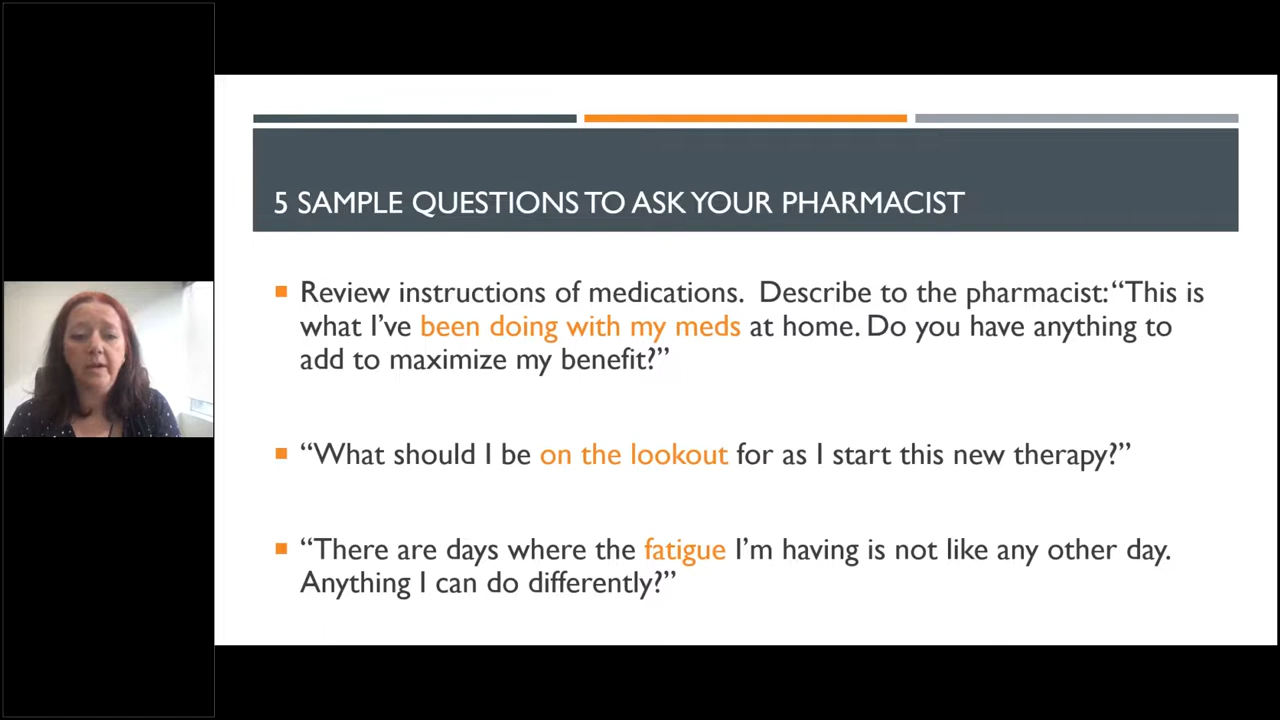 5 SAMPLE QUESTIONS TO ASK YOUR PHARMACIST
Review instructions of medications.  Describe to the pharmacist: “This is
what I’ve been doing with my meds at home. Do you have anything to
add to maximize my benefit?”
“What should I be on the lookout for as I start this new therapy?”
“There are days where the fatigue I’m having is not like any other day.
Anything I can do differently?”